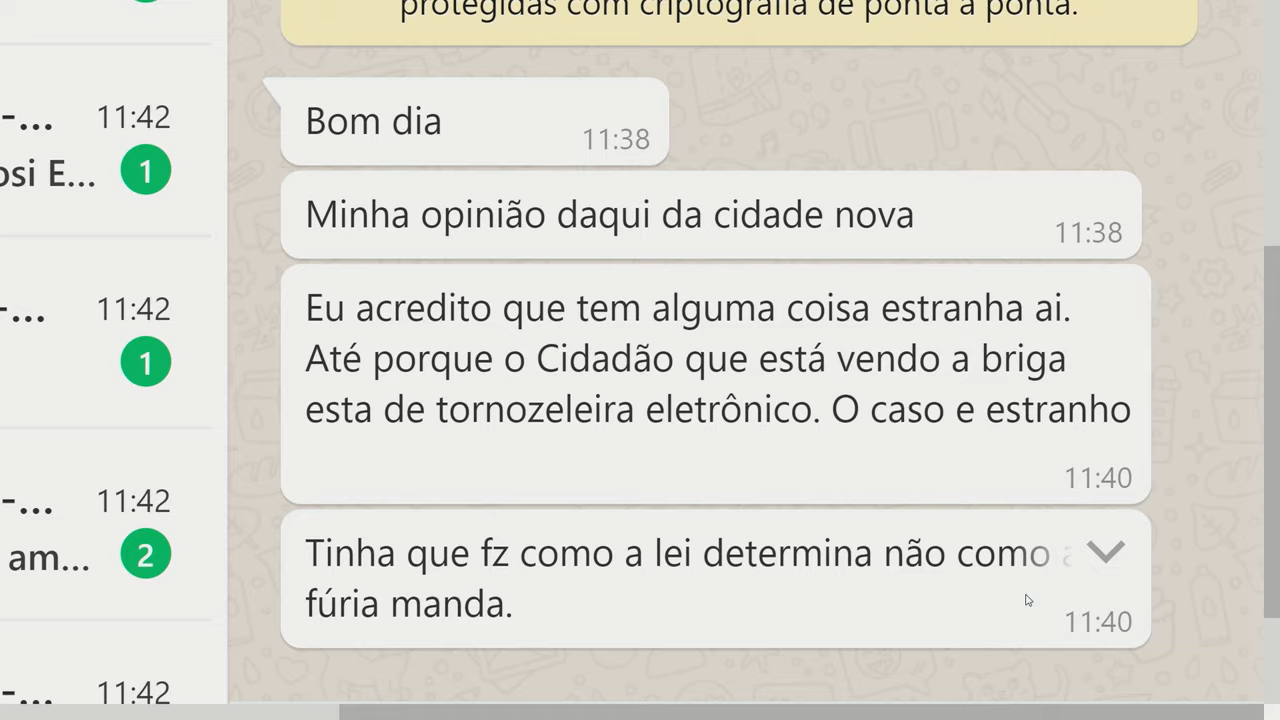 protegidas com criptografia de ponta a ponta.
-... 11:42
osi E... 1
-... 11:42
1
-... 11:42
am... 2
-... 11:42
Bom dia
11:38
Minha opinião daqui da cidade nova
11:38
Eu acredito que tem alguma coisa estranha ai.
Até porque o Cidadão que está vendo a briga
esta de tornozeleira eletrônico. O caso e estranho
11:40
Tinha que fz como a lei determina não como a
fúria manda.
11:40